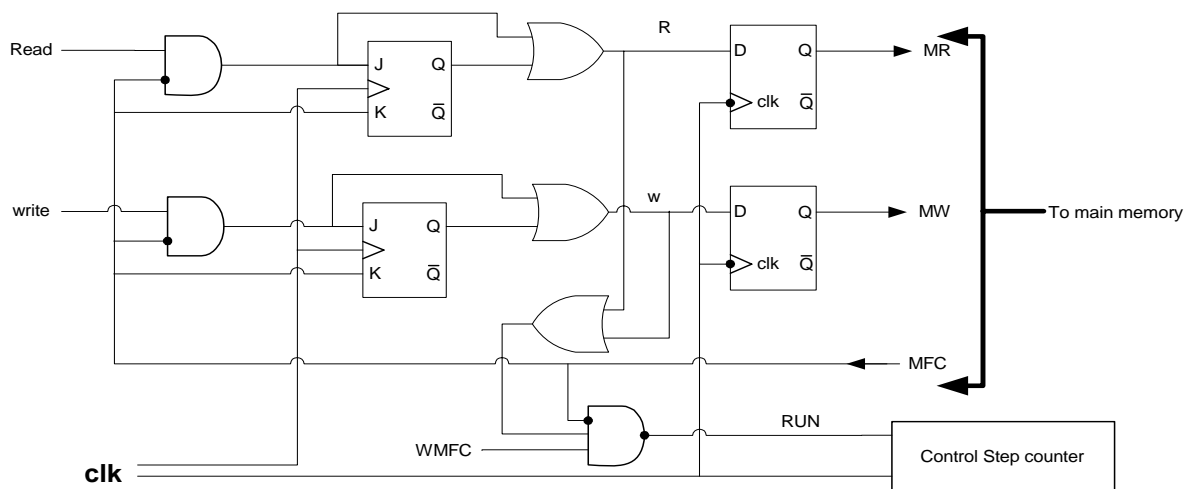 R
Read
J Q
K Q̅
D Q
clk Q̅
MR
write
w
J Q
K Q̅
D Q
clk Q̅
MW
To main memory
MFC
RUN
WMFC
Control Step counter
clk